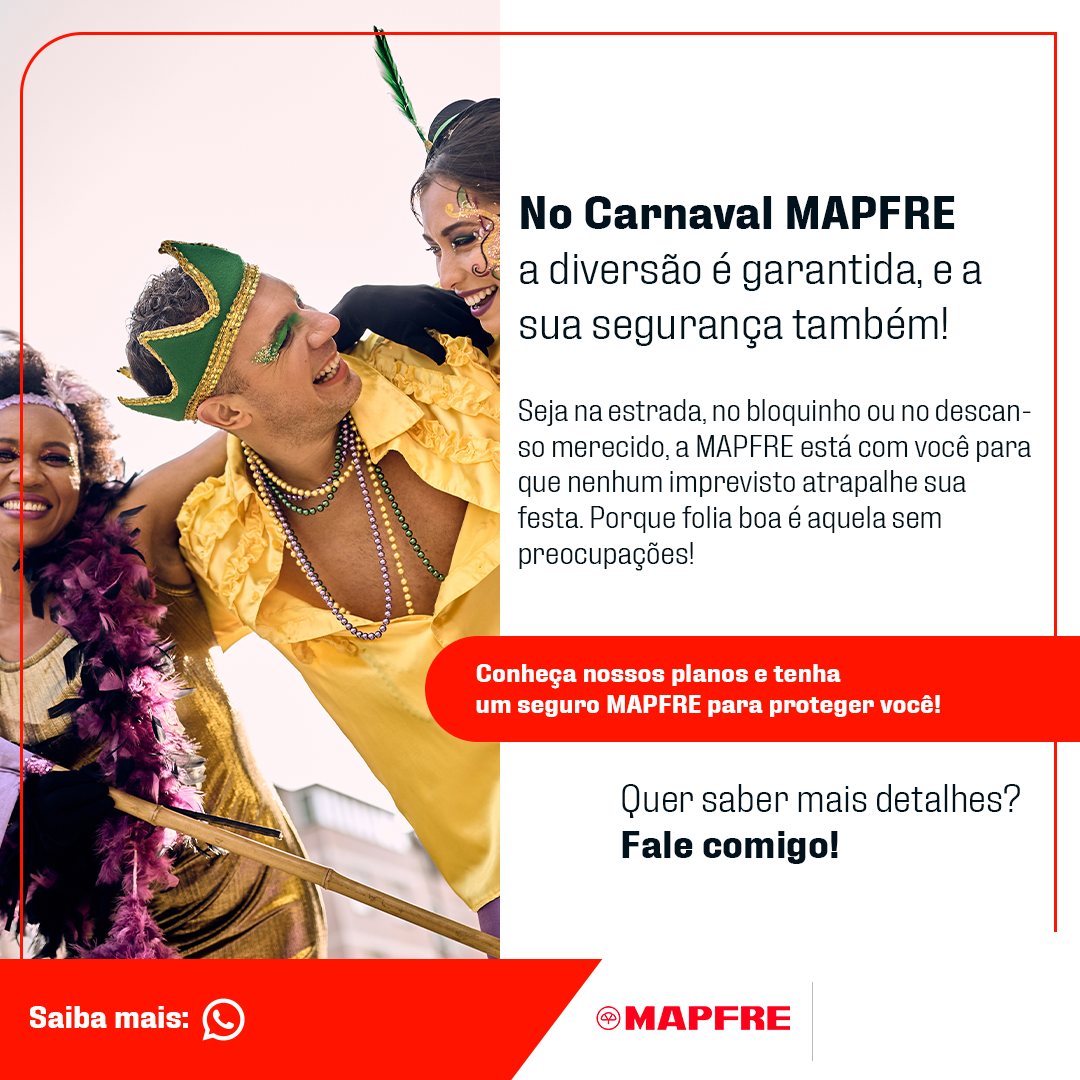 No Carnaval MAPFRE
a diversão é garantida, e a
sua segurança também!
Seja na estrada, no bloquinho ou no descan-
so merecido, a MAPFRE está com você para
que nenhum imprevisto atrapalhe sua
festa. Porque folia boa é aquela sem
preocupações!
Conheça nossos planos e tenha
um seguro MAPFRE para proteger você!
Quer saber mais detalhes?
Fale comigo!
Saiba mais:
MAPFRE